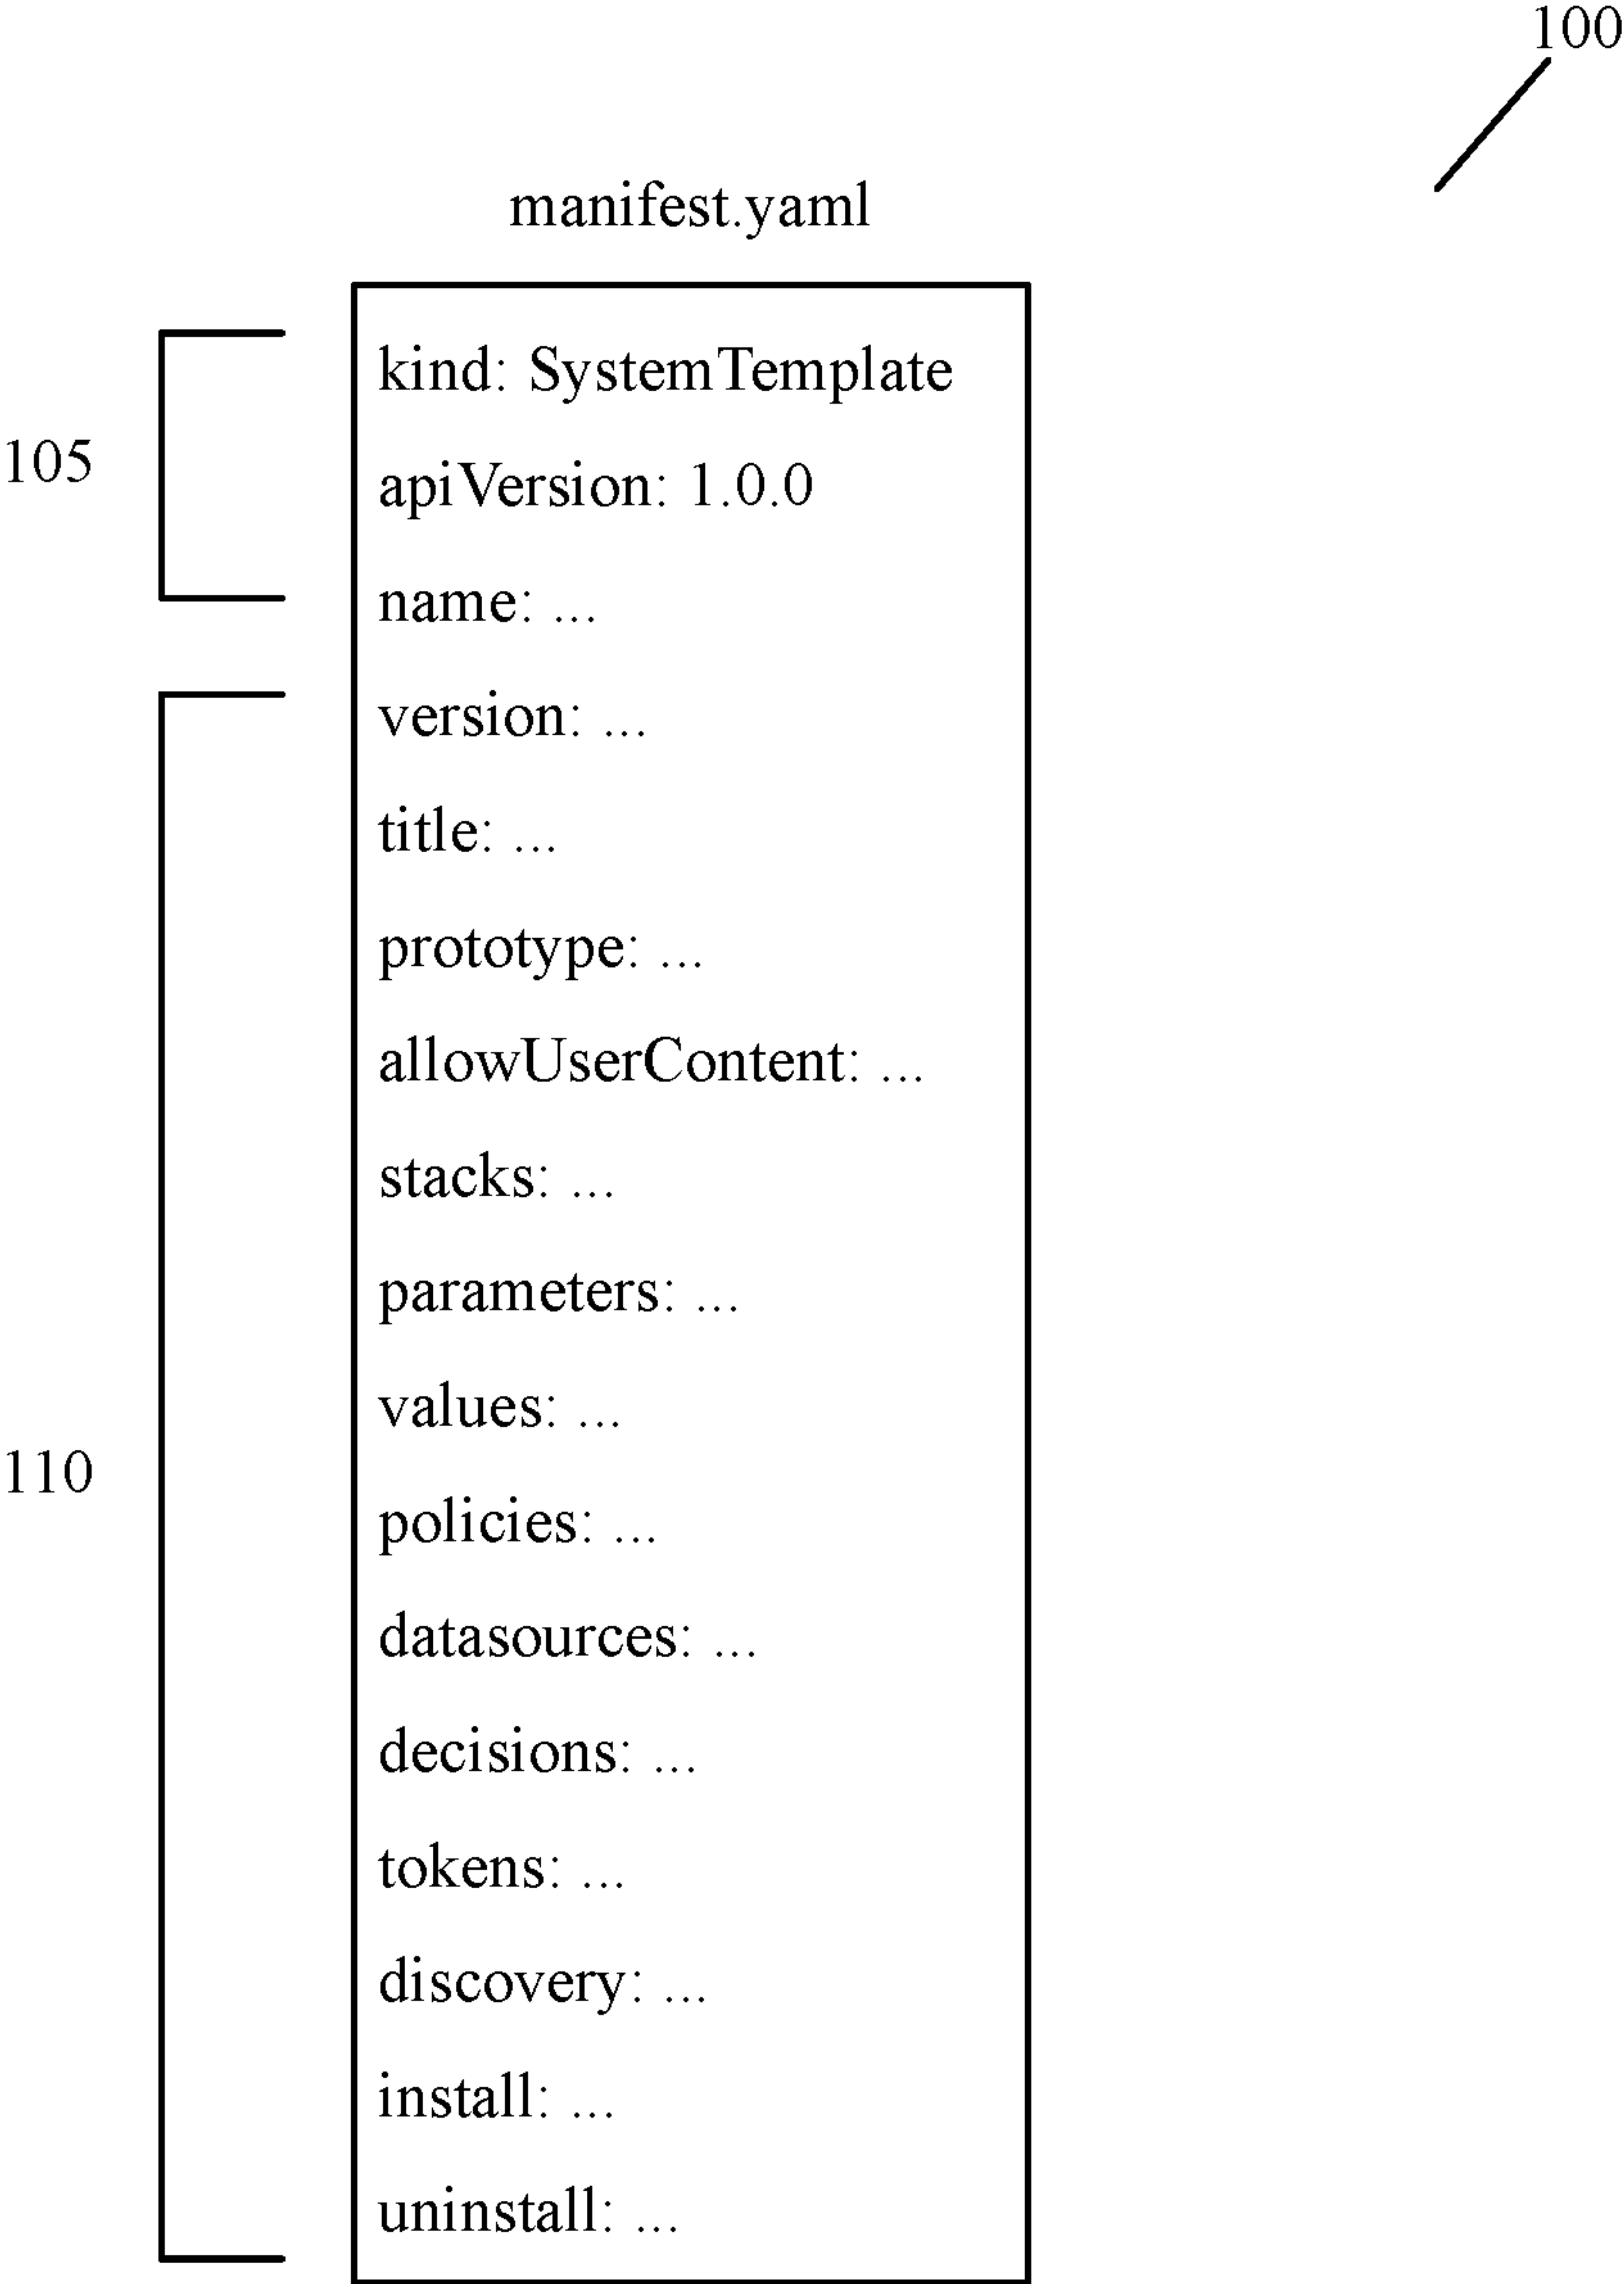 100
manifest.yaml
kind: SystemTemplate
105
apiVersion: 1.0.0
name: ...
version: ...
title: ...
prototype: ...
allowUserContent: ...
stacks: ...
parameters: ...
values: ...
110
policies: ...
datasources: ...
decisions: ...
tokens: ...
discovery: ...
install: ...
uninstall: ...